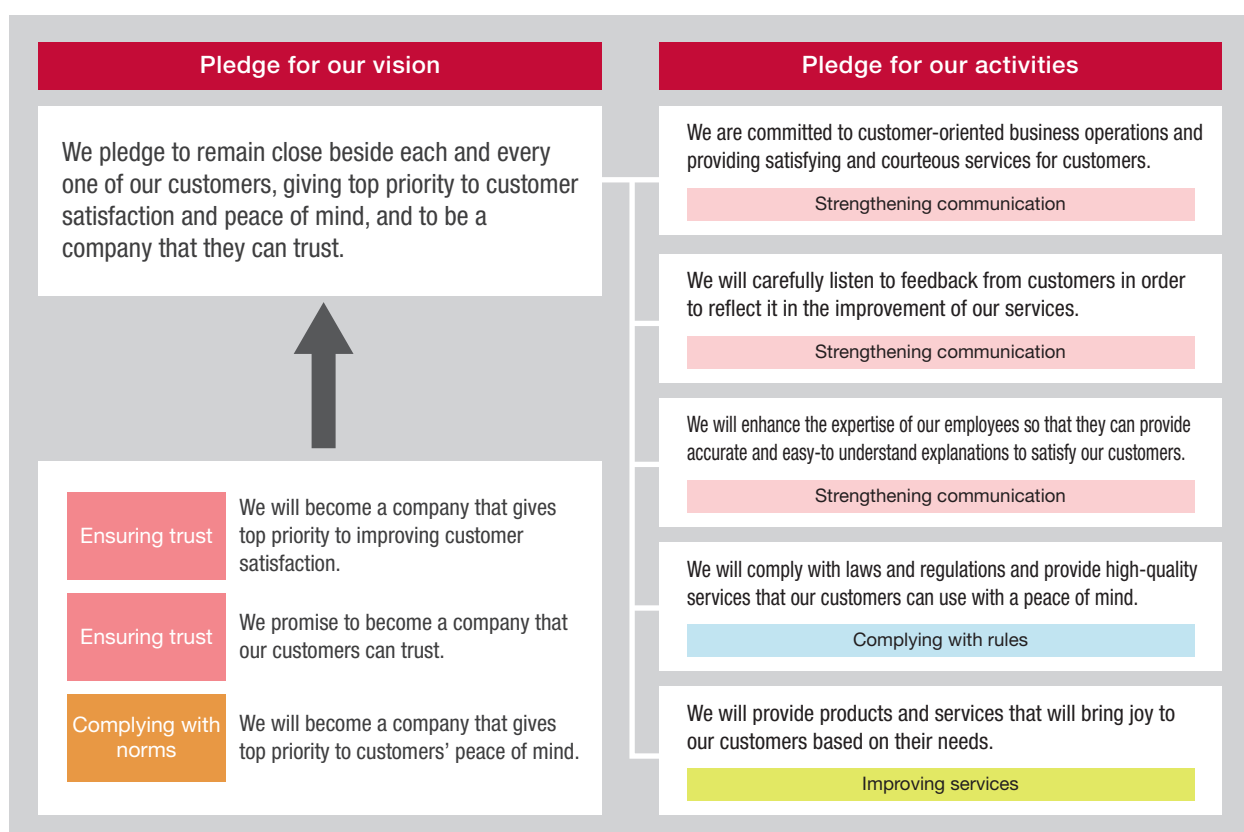 Pledge for our vision
We pledge to remain close beside each and every
one of our customers, giving top priority to customer
satisfaction and peace of mind, and to be a
company that they can trust.
Ensuring trust
We will become a company that gives
top priority to improving customer
satisfaction.
Ensuring trust
We promise to become a company that
our customers can trust.
Complying with
norms
We will become a company that gives
top priority to customers’ peace of mind.
Pledge for our activities
We are committed to customer-oriented business operations and
providing satisfying and courteous services for customers.
Strengthening communication
We will carefully listen to feedback from customers in order
to reflect it in the improvement of our services.
Strengthening communication
We will enhance the expertise of our employees so that they can provide
accurate and easy-to understand explanations to satisfy our customers.
Strengthening communication
We will comply with laws and regulations and provide high-quality
services that our customers can use with a peace of mind.
Complying with rules
We will provide products and services that will bring joy to
our customers based on their needs.
Improving services